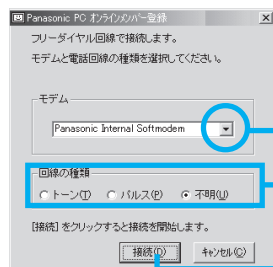 Panasonic PC オンラインメンバー登録
フリーダイヤル回線で接続します。
モデムと電話回線の種類を選択してください。
モデム
Panasonic Internal Softmodem
回線の種類
トーン(T) パルス(P) 不明(U)
[接続] をクリックすると接続を開始します。
接続(D) キャンセル(C)